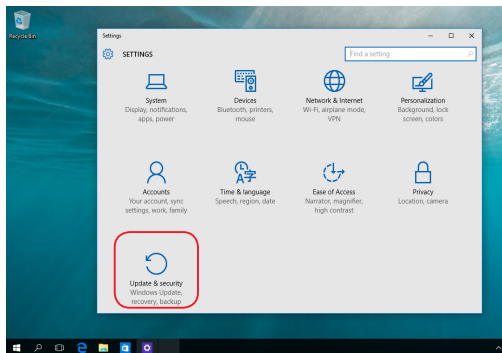 Recycle Bin
Settings
SETTINGS
Find a setting
System
Display, notifications,
apps, power
Devices
Bluetooth, printers,
mouse
Network & Internet
Wi-Fi, airplane mode,
VPN
Personalization
Background, lock
screen, colors
Accounts
Your account, sync
settings, work, family
Time & language
Speech, region, date
Ease of Access
Narrator, magnifier,
high contrast
Privacy
Location, camera
Update & security
Windows Update,
recovery, backup